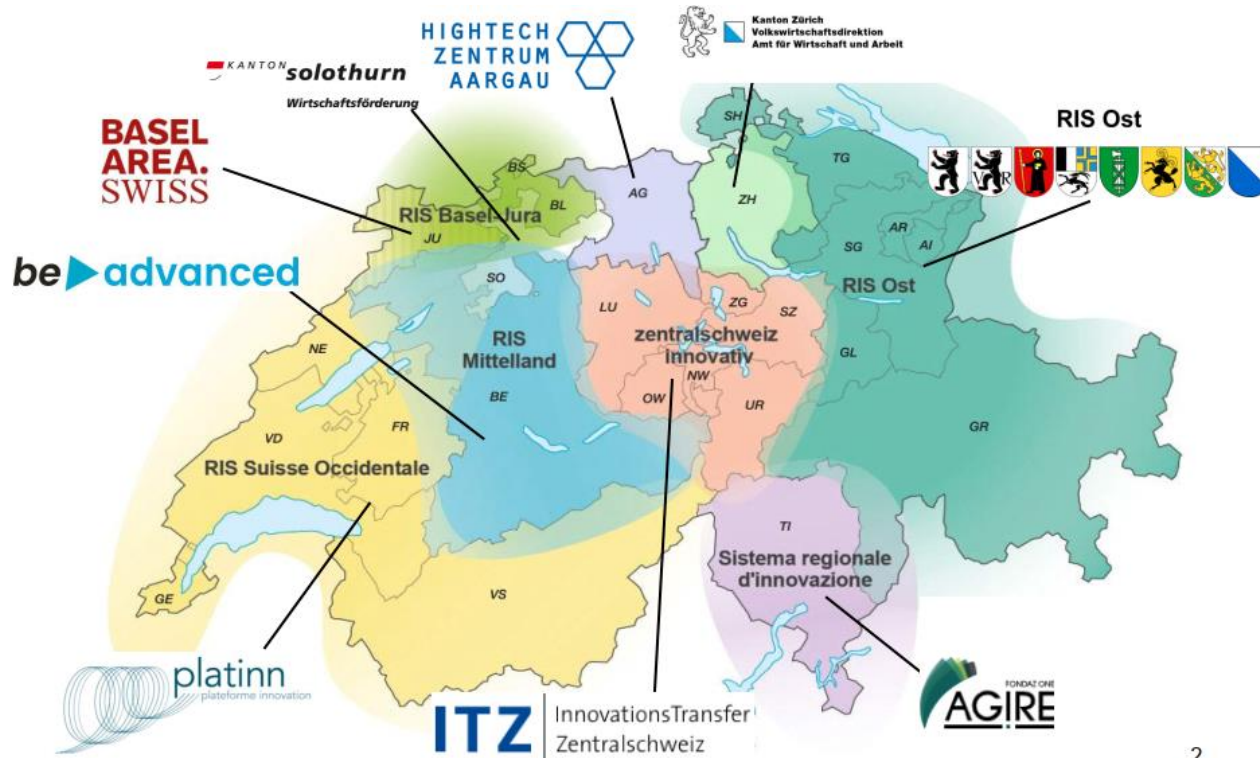 HIGHTECH
ZENTRUM
AARGAU
Kanton Zürich
Volkswirtschaftsdirektion
Amt für Wirtschaft und Arbeit
KANTON solothurn
Wirtschaftsförderung
BASEL
AREA.
SWISS
RIS Ost
V R
be advanced
SH
TG
BS
BL
AG
ZH
RIS Basel-Jura
JU
AR
AI
SG
RIS Ost
SO
LU
ZG
SZ
zentralschweiz
innovativ
RIS
Mittelland
NE
GL
NW
OW
UR
BE
GR
VD
FR
RIS Suisse Occidentale
TI
Sistema regionale
d'innovazione
GE
VS
platinn
plateforme innovation
ITZ
InnovationsTransfer
Zentralschweiz
FONDAZIONE
AGIRE
2